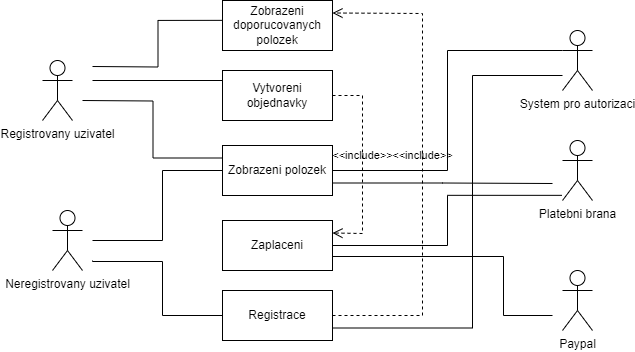 Zobrazeni
doporucovanych
polozek
Vytvoreni
objednavky
System pro autorizaci
Registrovany uzivatel
<<include>><<include>>
Zobrazeni polozek
Platebni brana
Zaplaceni
Neregistrovany uzivatel
Registrace
Paypal